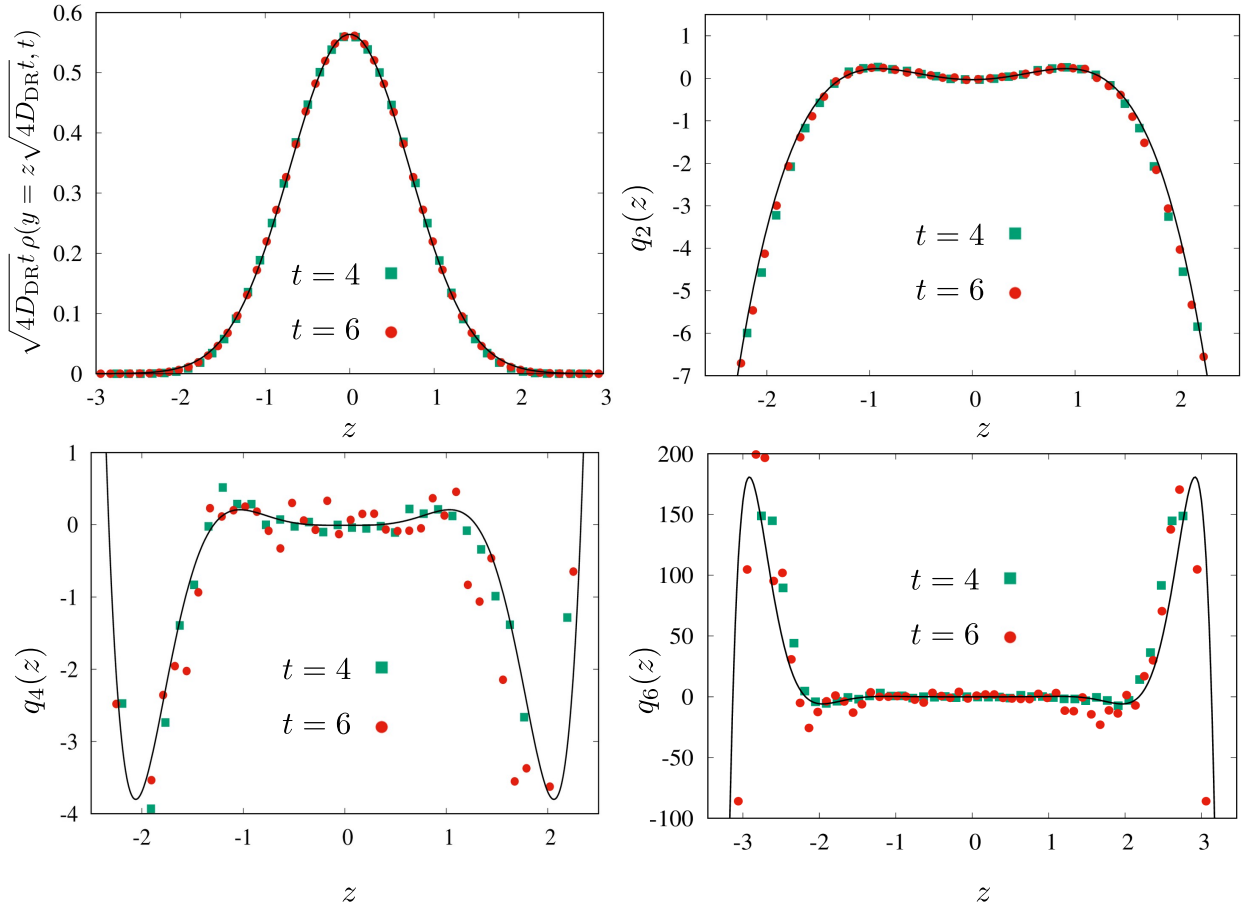 √4D_DR t ρ(y = z√4D_DR t, t)
0.6
0.5
0.4
0.3
0.2
0.1
0
-3 -2 -1 0 1 2 3
z
t = 4
t = 6
q₂(z)
1
0
-1
-2
-3
-4
-5
-6
-7
-2 -1 0 1 2
z
t = 4
t = 6
q₄(z)
1
0
-1
-2
-3
-4
-2 -1 0 1 2
z
t = 4
t = 6
q₆(z)
200
150
100
50
0
-50
-100
-3 -2 -1 0 1 2 3
z
t = 4
t = 6